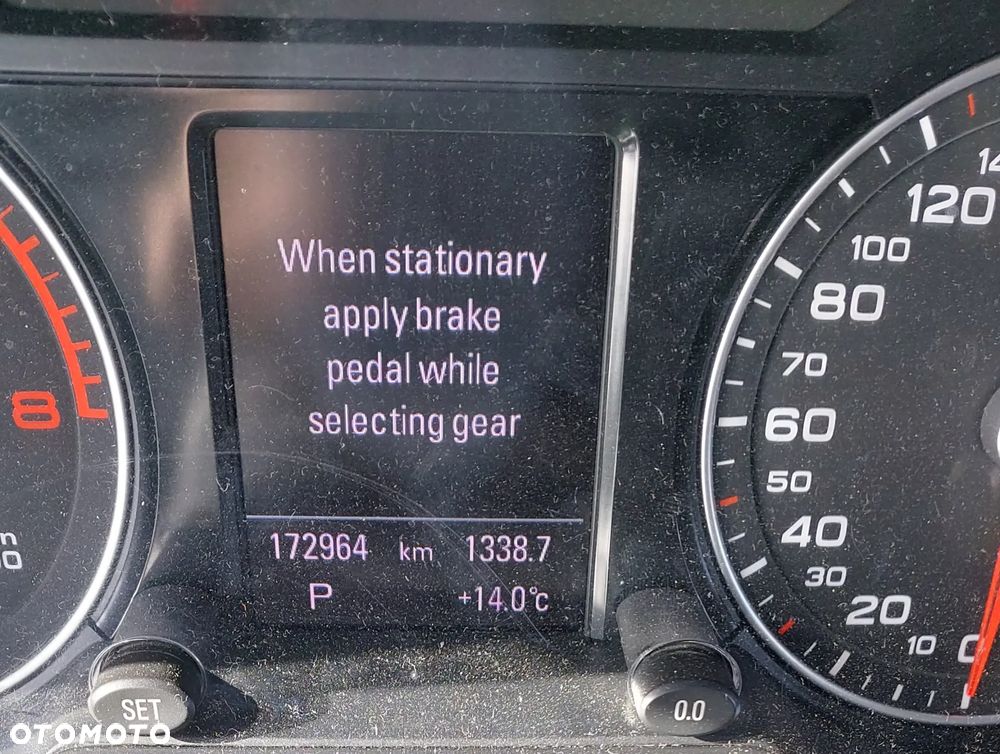 When stationary
apply brake
pedal while
selecting gear
172964 km 1338.7
P +14.0°c
8
120
100
80
70
60
50
40
30
20
10
0
SET
0.0
OTOMOTO